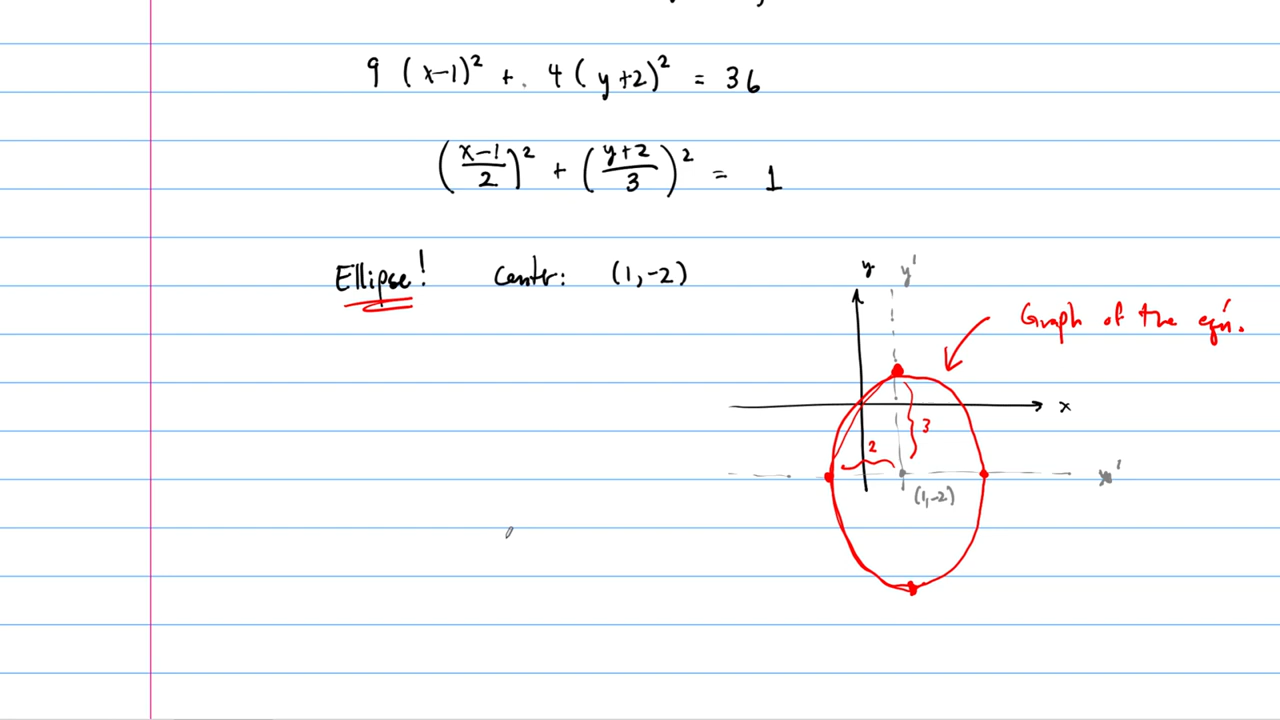 9 (x-1)² + 4 (y+2)² = 36
((x-1)/2)² + ((y+2)/3)² = 1
Ellipse! Center: (1,-2)
y y'
Graph of the eq'n.
x
3
2
x'
(1,-2)